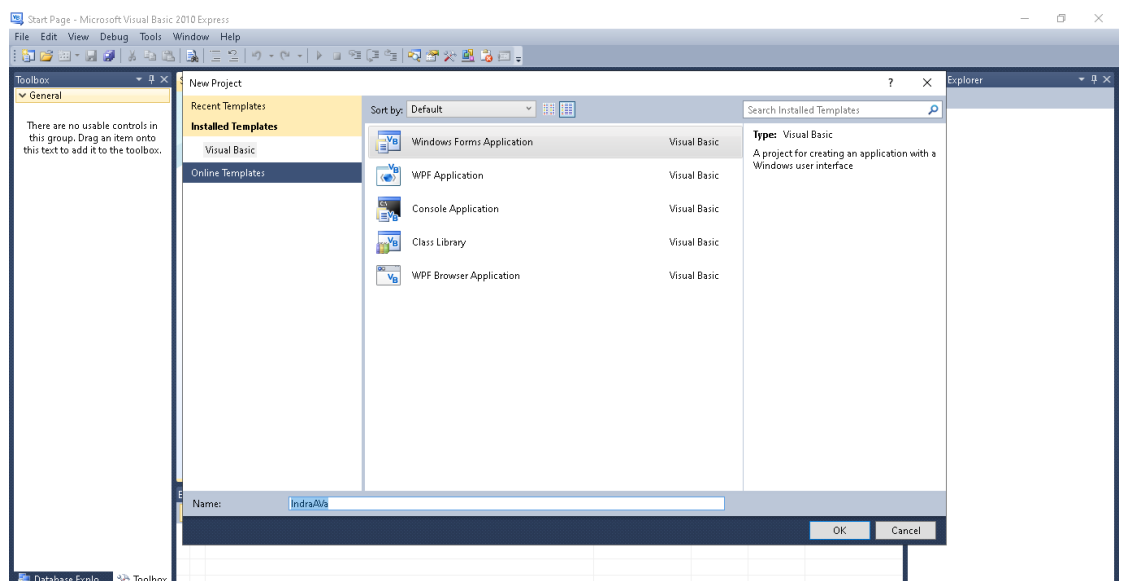 Start Page - Microsoft Visual Basic 2010 Express
File Edit View Debug Tools Window Help
Toolbox
General
There are no usable controls in
this group. Drag an item onto
this text to add it to the toolbox.
New Project
Recent Templates
Installed Templates
Visual Basic
Online Templates
Sort by: Default
Windows Forms Application Visual Basic
WPF Application Visual Basic
Console Application Visual Basic
Class Library Visual Basic
WPF Browser Application Visual Basic
Search Installed Templates
Type: Visual Basic
A project for creating an application with a
Windows user interface
Explorer
Name: IndraAVa
OK Cancel
Database Explo... Toolbox